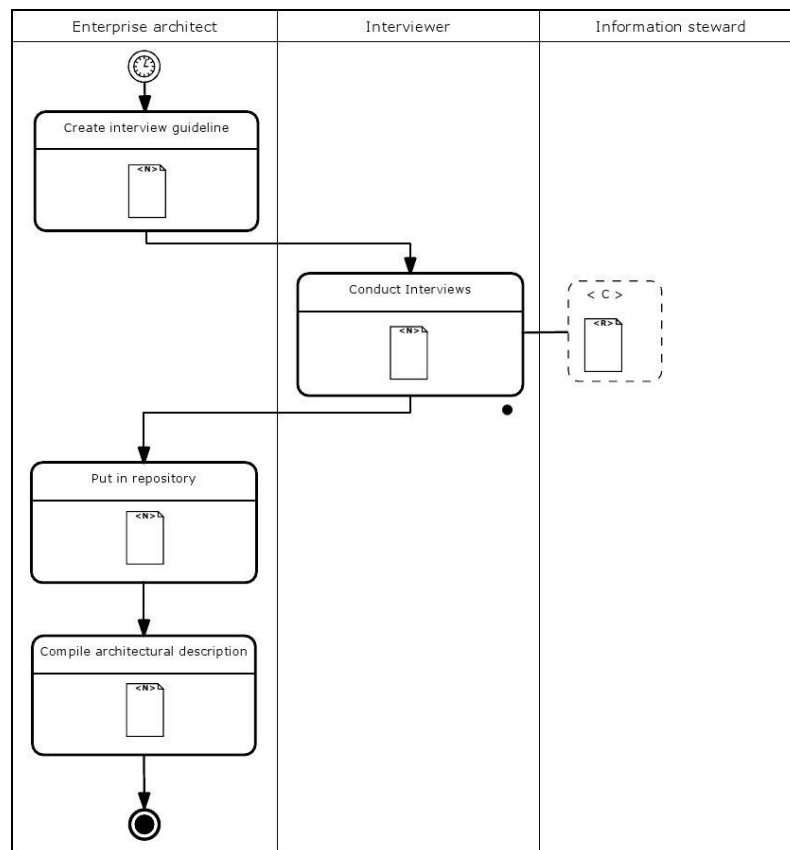 Enterprise architect
Interviewer
Information steward
Create interview guideline
<N>
Conduct Interviews
<N>
< C >
<R>
Put in repository
<N>
Compile architectural description
<N>